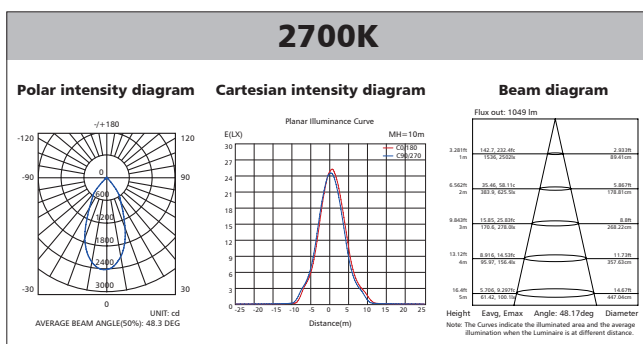 2700K
Polar intensity diagram
-/+180
-120
120
-90
90
0
600
1200
1800
2400
3000
-30
30
0
UNIT: cd
AVERAGE BEAM ANGLE(50%): 48.3 DEG
Cartesian intensity diagram
Planar Illuminance Curve
E(LX)
MH=10m
C0/180
C90/270
30
27
24
21
18
15
12
9
6
3
0
-25 -20 -15 -10 -5 0 5 10 15 20 25
Distance(m)
Beam diagram
Flux out: 1049 lm
3.281ft 142.7, 232.4fc 2.933ft
1m 1536, 2502lx 89.41cm
6.562ft 35.46, 58.11c 5.867ft
2m 383.9, 625.5lx 178.81cm
9.843ft 15.85, 25.83fc 8.8ft
3m 170.6, 278.0lx 268.22cm
13.12ft 8.916, 14.53fc 11.73ft
4m 95.97, 156.4lx 357.63cm
16.4ft 5.706, 9.297fc 14.67ft
5m 61.42, 100.1lx 447.04cm
Height Eavg, Emax Angle: 48.17deg Diameter
Note: The Curves indicate the illuminated area and the average
illumination when the Luminaire is at different distance.